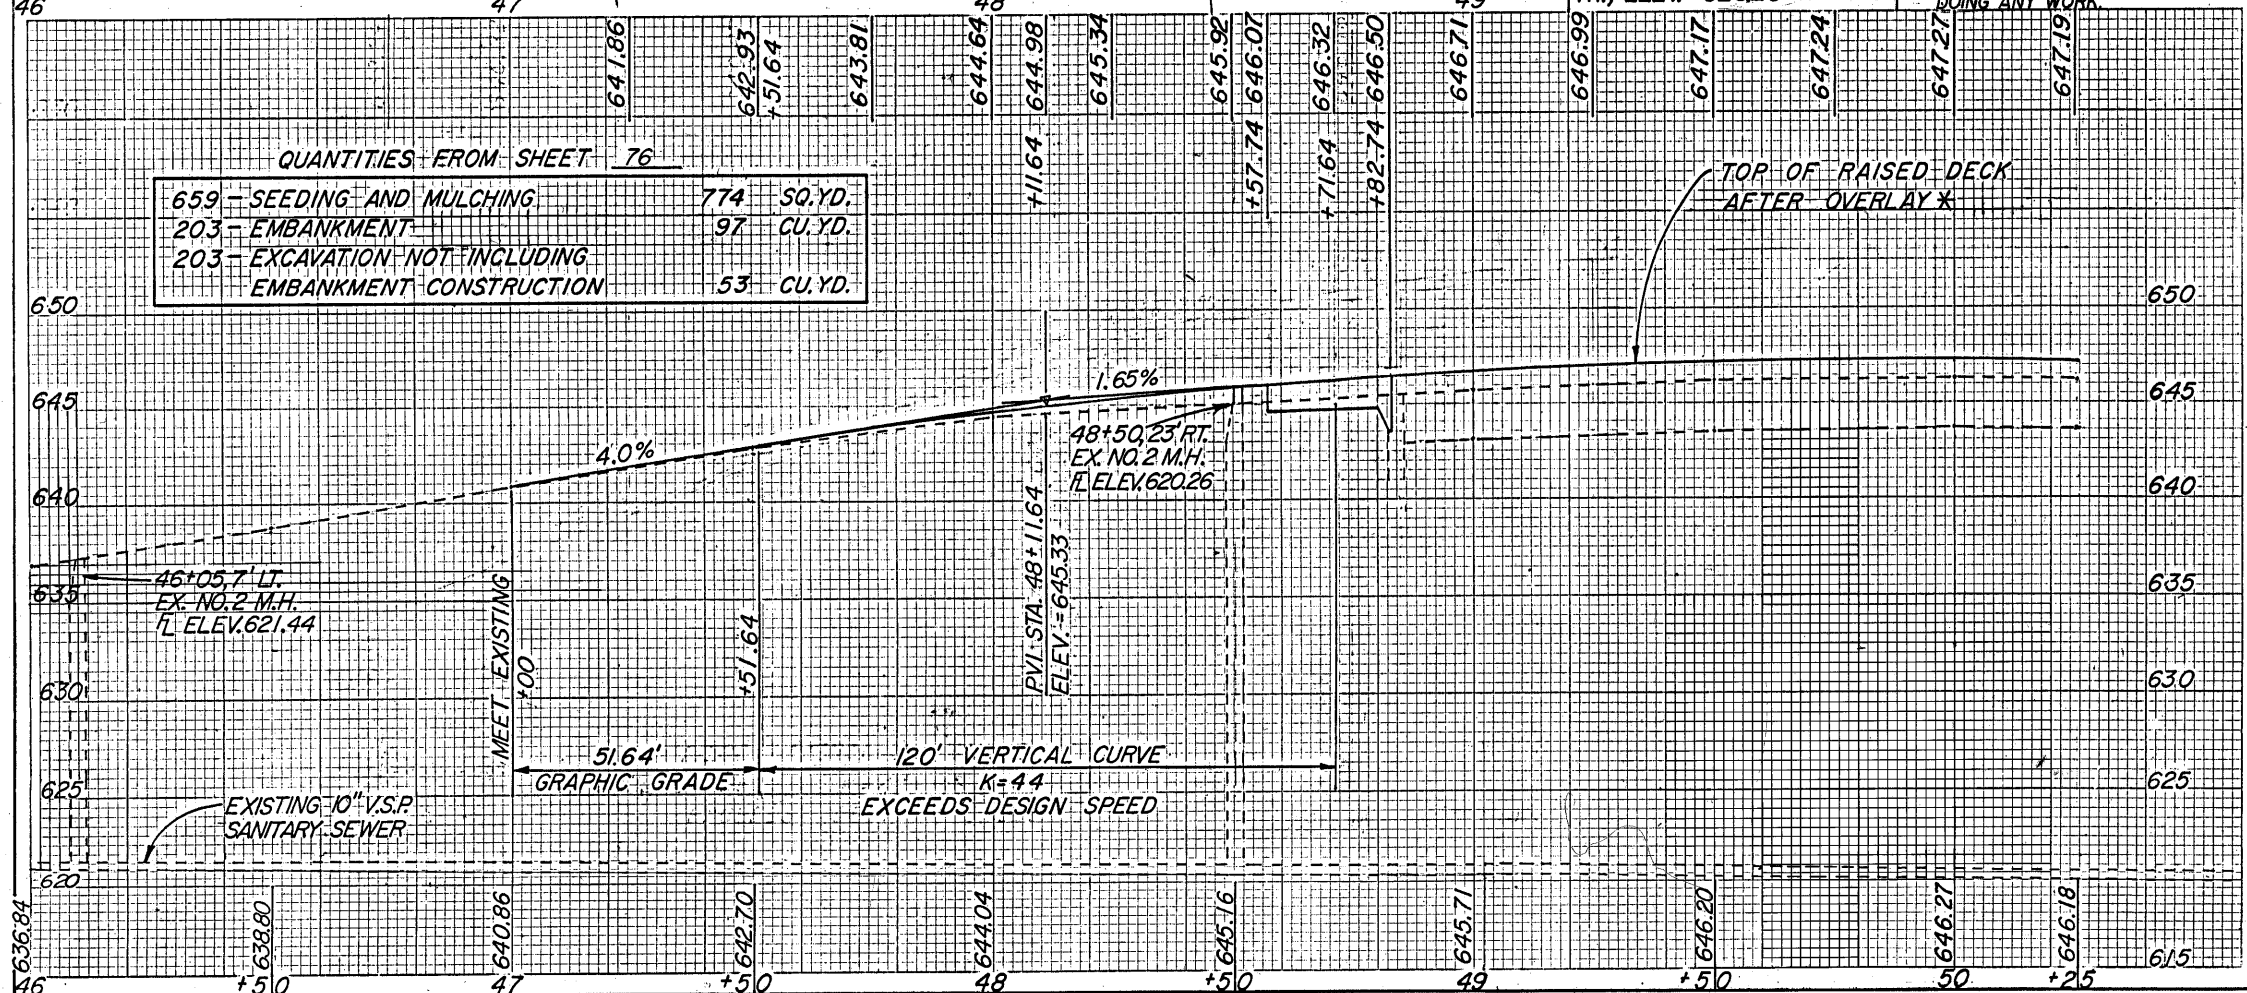 46 47 48 49
DOING ANY WORK.
641.86
642.93
+51.64
643.81
644.64
+11.64 644.98
645.34
645.92
+57.74 646.07
+71.64 646.32
+82.74 646.50
646.71
646.99
647.17
647.24
647.27
647.19
QUANTITIES FROM SHEET 76
659 - SEEDING AND MULCHING 774 SQ.YD.
203 - EMBANKMENT 97 CU.YD.
203 - EXCAVATION NOT INCLUDING
EMBANKMENT CONSTRUCTION 53 CU.YD.
TOP OF RAISED DECK
AFTER OVERLAY *
650 650
1.65%
645 645
4.0%
48+50, 23' RT.
EX. NO. 2 M.H.
FL ELEV. 620.26
640 640
46+05, 7' LT.
EX. NO. 2 M.H.
FL ELEV. 621.44
635 635
MEET EXISTING
+00
+51.64
P.V.I. STA. 48+11.64
ELEV. = 645.33
630 630
51.64'
GRAPHIC GRADE
120' VERTICAL CURVE
K=44
EXCEEDS DESIGN SPEED
625 625
EXISTING 10" V.S.P.
SANITARY SEWER
620
636.84
638.80
640.86
642.70
644.04
645.16
645.71
646.20
646.27
646.18
615
46 +50 47 +50 48 +50 49 +50 50 +25